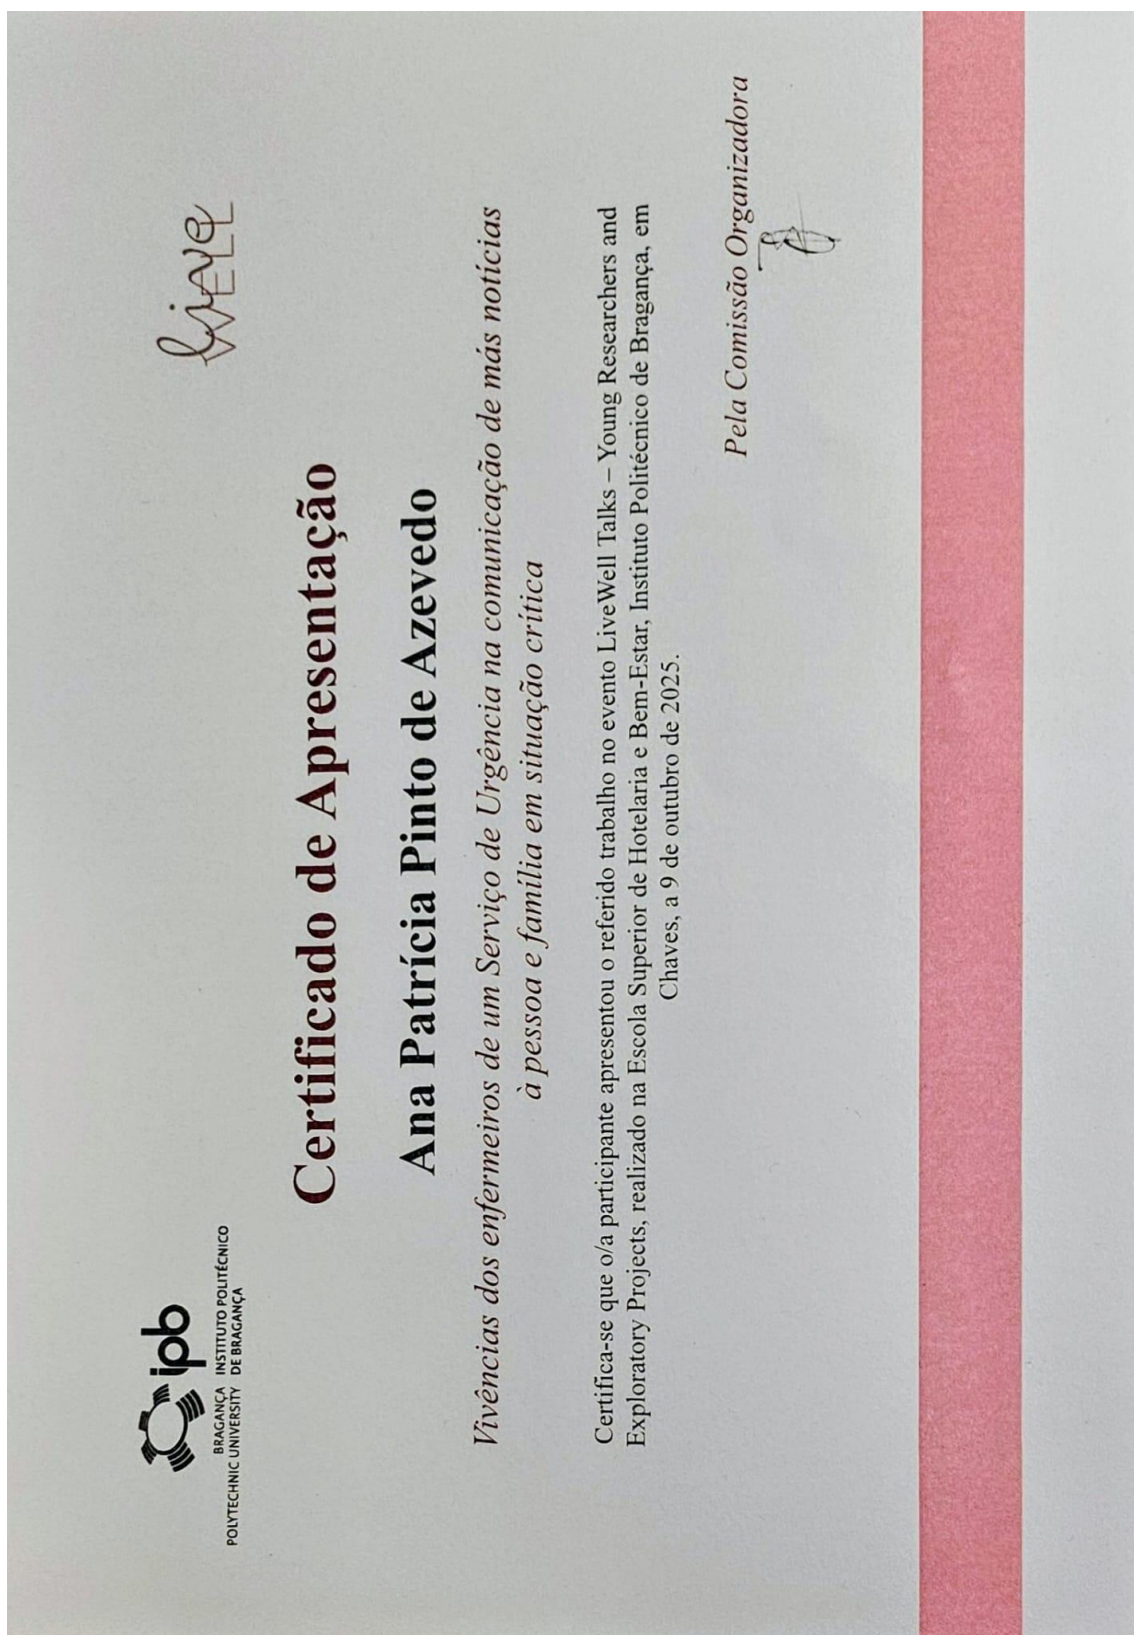 ipb
BRAGANÇA
POLYTECHNIC UNIVERSITY
INSTITUTO POLITÉCNICO
DE BRAGANÇA
Certificado de Apresentação
Ana Patrícia Pinto de Azevedo
Vivências dos enfermeiros de um Serviço de Urgência na comunicação de más notícias
à pessoa e família em situação crítica
Certifica-se que o/a participante apresentou o referido trabalho no evento LiveWell Talks – Young Researchers and
Exploratory Projects, realizado na Escola Superior de Hotelaria e Bem-Estar, Instituto Politécnico de Bragança, em
Chaves, a 9 de outubro de 2025.
Pela Comissão Organizadora